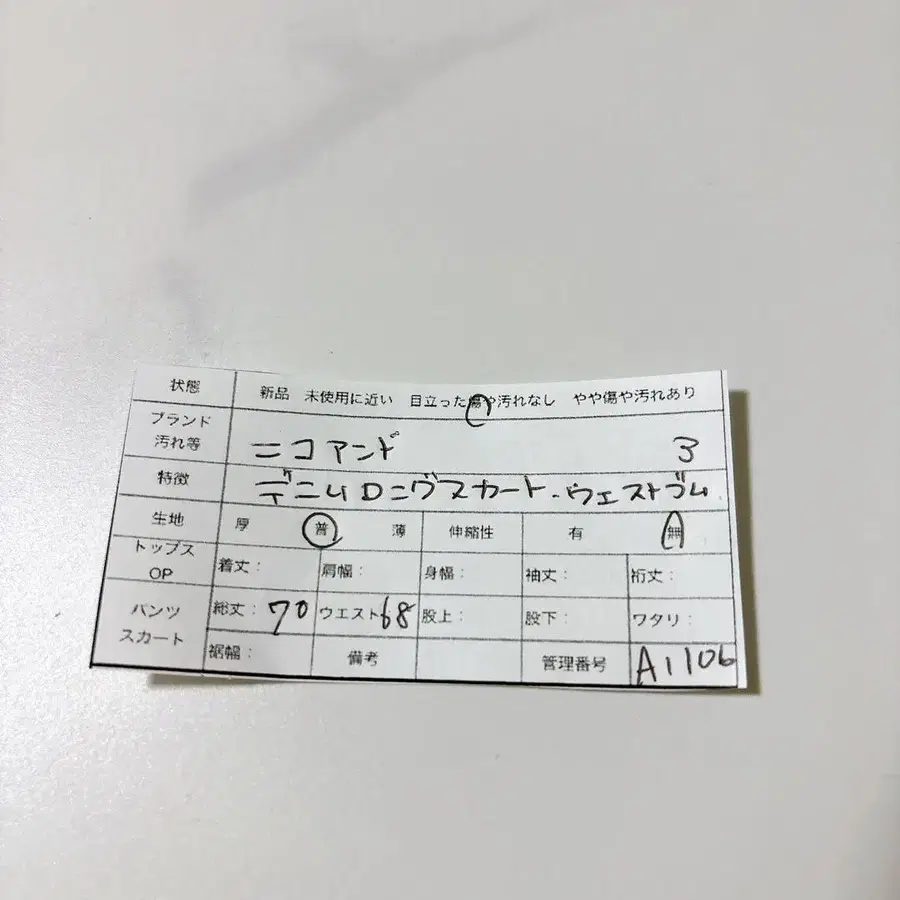 状態 新品 未使用に近い 目立った傷や汚れなし やや傷や汚れあり
ブランド
汚れ等 ニコアンド 3
特徴 デニムロングスカート・ウェストゴム
生地 厚 普 薄 伸縮性 有 無
トップス
OP 着丈: 肩幅: 身幅: 袖丈: 裄丈:
パンツ
スカート 総丈:70 ウエスト68 股上: 股下: ワタリ:
裾幅: 備考 管理番号 A1106